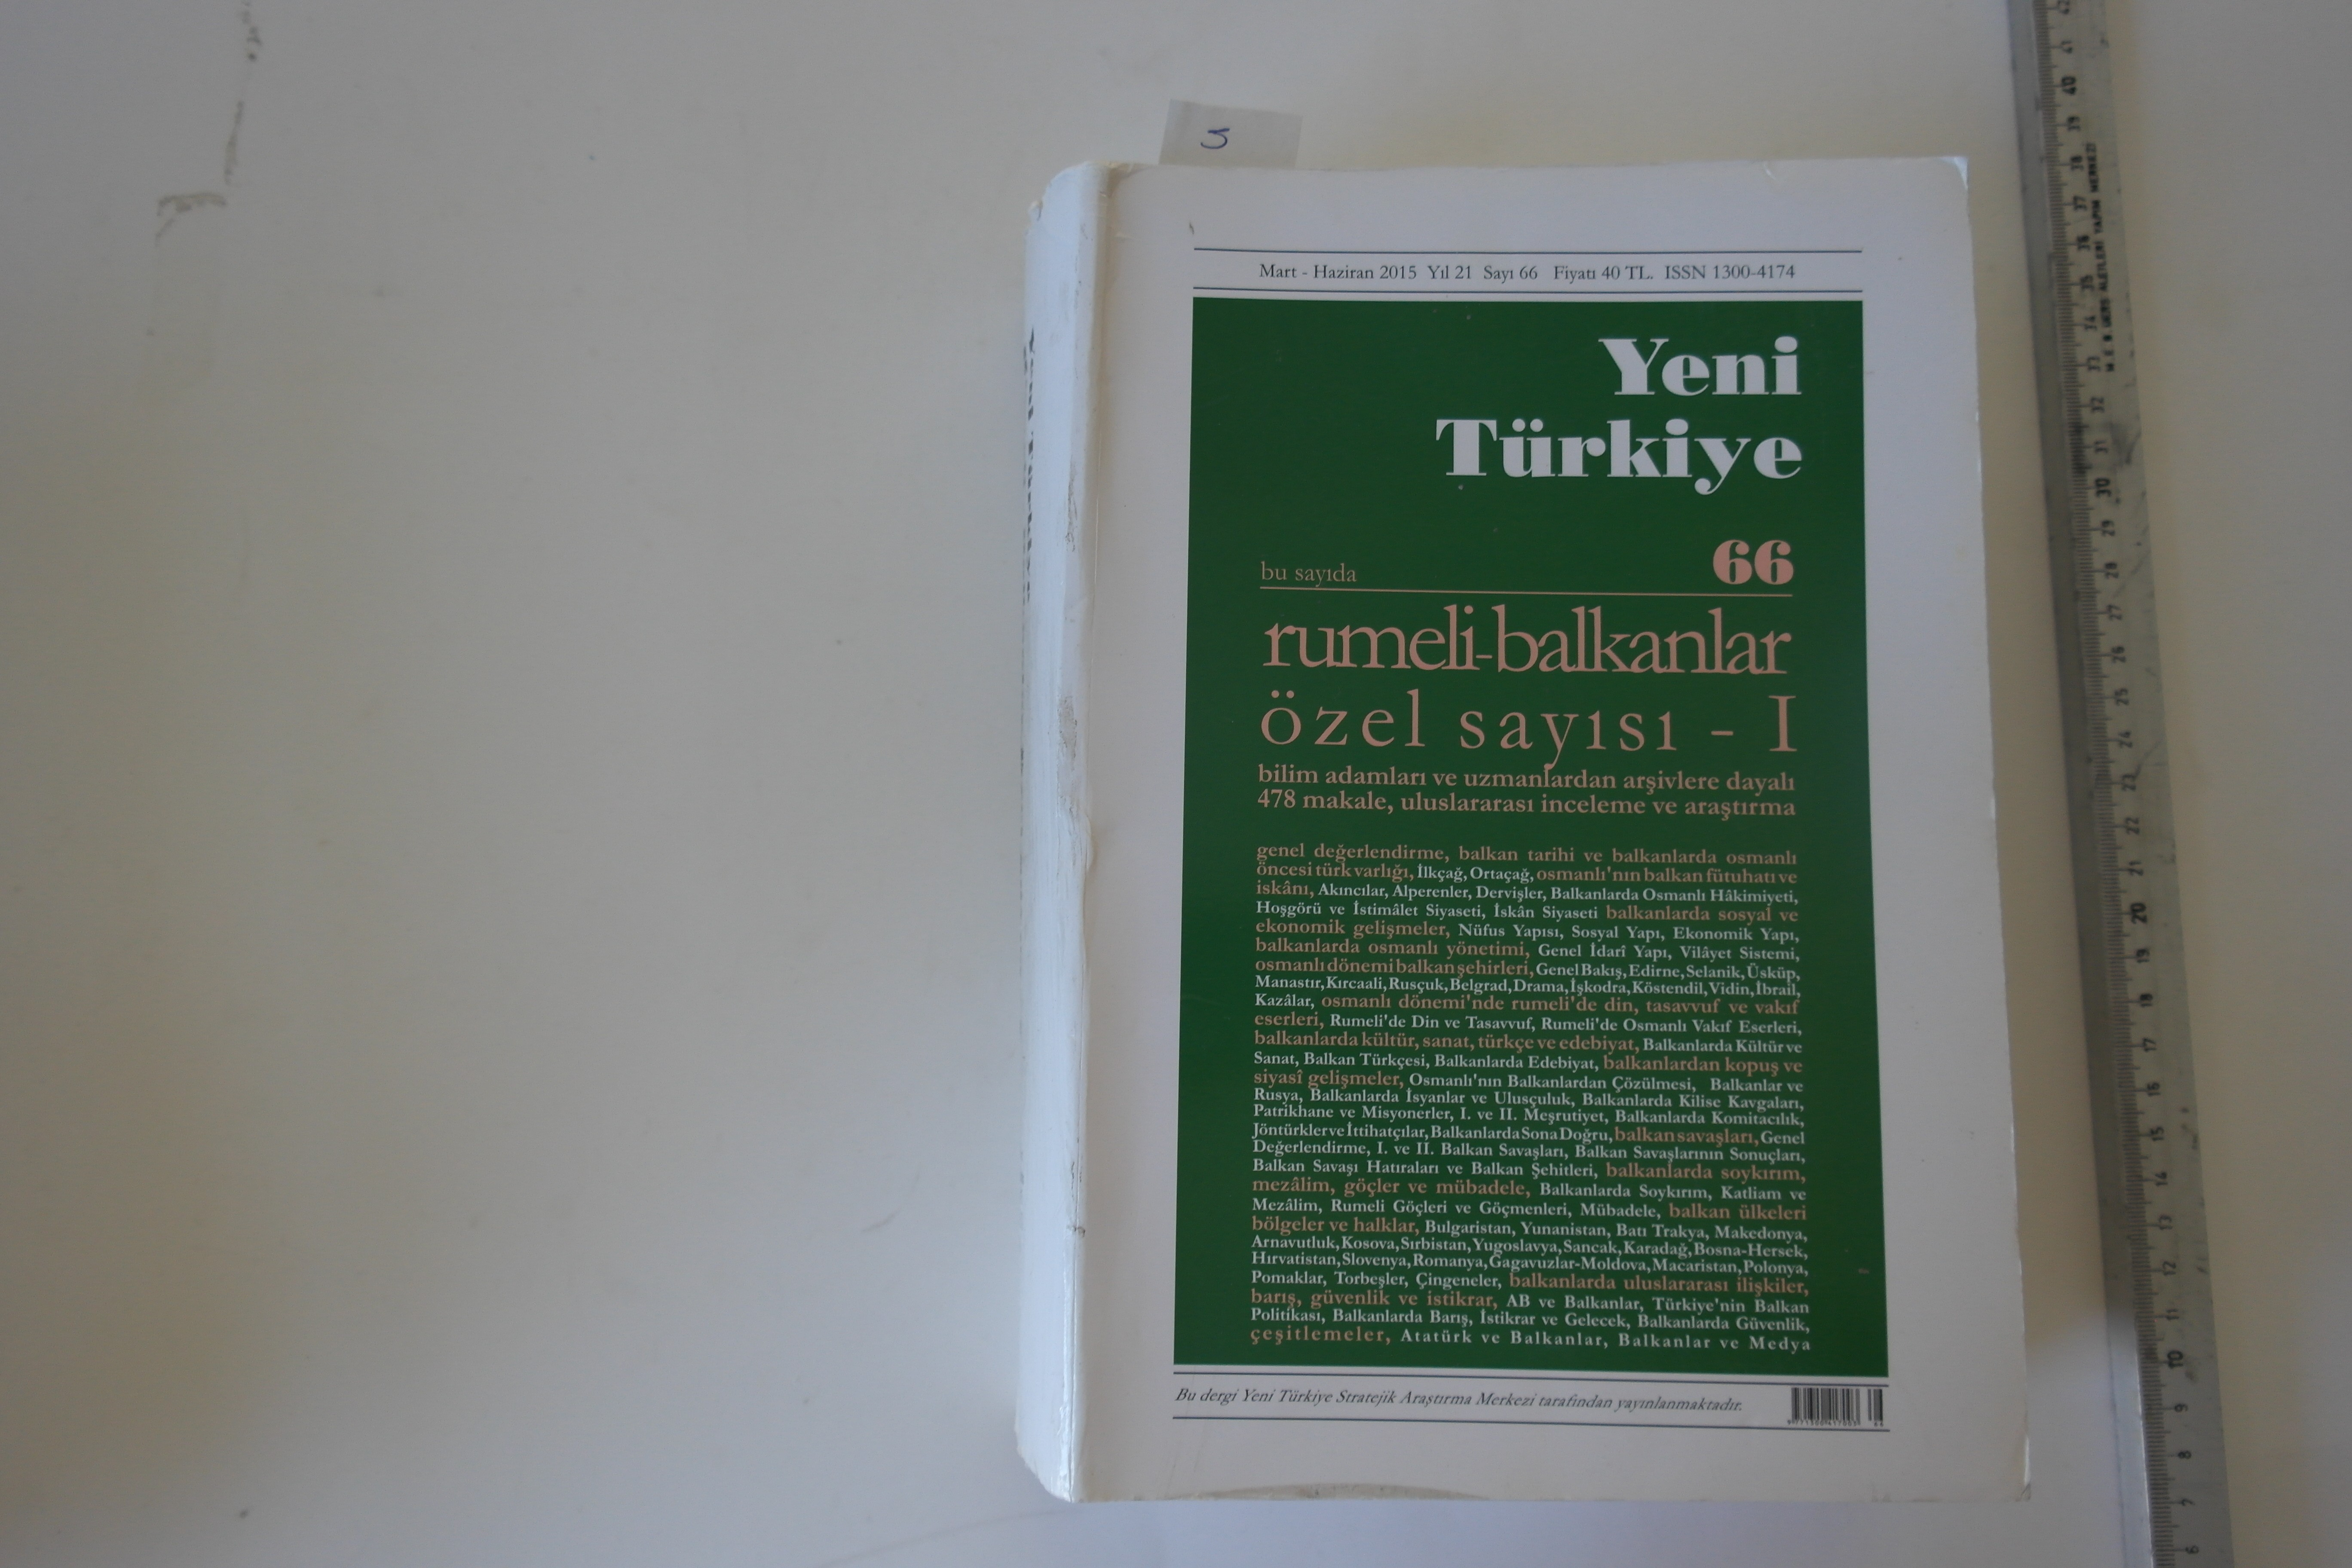 Mart - Haziran 2015 Yıl 21 Sayı 66 Fiyatı 40 TL. ISSN 1300-4174
Yeni
Türkiye
bu sayıda 66
rumeli-balkanlar
özel sayısı - I
bilim adamları ve uzmanlardan arşivlere dayalı
478 makale, uluslararası inceleme ve araştırma
genel değerlendirme, balkan tarihi ve balkanlarda osmanlı
öncesi türk varlığı, İlkçağ, Ortaçağ, osmanlı'nın balkan fütuhatı ve
iskânı, Akıncılar, Alperenler, Dervişler, Balkanlarda Osmanlı Hâkimiyeti,
Hoşgörü ve İstimâlet Siyaseti, İskân Siyaseti balkanlarda sosyal ve
ekonomik gelişmeler, Nüfus Yapısı, Sosyal Yapı, Ekonomik Yapı,
balkanlarda osmanlı yönetimi, Genel İdarî Yapı, Vilâyet Sistemi,
osmanlı dönemi balkan şehirleri, Genel Bakış, Edirne, Selanik, Üsküp,
Manastır, Kırcaali, Rusçuk, Belgrad, Drama, İşkodra, Köstendil, Vidin, İbrail,
Kazâlar, osmanlı dönemi'nde rumeli'de din, tasavvuf ve vakıf
eserleri, Rumeli'de Din ve Tasavvuf, Rumeli'de Osmanlı Vakıf Eserleri,
balkanlarda kültür, sanat, türkçe ve edebiyat, Balkanlarda Kültür ve
Sanat, Balkan Türkçesi, Balkanlarda Edebiyat, balkanlardan kopuş ve
siyasî gelişmeler, Osmanlı'nın Balkanlardan Çözülmesi, Balkanlar ve
Rusya, Balkanlarda İsyanlar ve Ulusçuluk, Balkanlarda Kilise Kavgaları,
Patrikhane ve Misyonerler, I. ve II. Meşrutiyet, Balkanlarda Komitacılık,
Jöntürkler ve İttihatçılar, Balkanlarda Sona Doğru, balkan savaşları, Genel
Değerlendirme, I. ve II. Balkan Savaşları, Balkan Savaşlarının Sonuçları,
Balkan Savaşı Hatıraları ve Balkan Şehitleri, balkanlarda soykırım,
mezâlim, göçler ve mübadele, Balkanlarda Soykırım, Katliam ve
Mezâlim, Rumeli Göçleri ve Göçmenleri, Mübadele, balkan ülkeleri
bölgeler ve halklar, Bulgaristan, Yunanistan, Batı Trakya, Makedonya,
Arnavutluk, Kosova, Sırbistan, Yugoslavya, Sancak, Karadağ, Bosna-Hersek,
Hırvatistan, Slovenya, Romanya, Gagavuzlar-Moldova, Macaristan, Polonya,
Pomaklar, Torbeşler, Çingeneler, balkanlarda uluslararası ilişkiler,
barış, güvenlik ve istikrar, AB ve Balkanlar, Türkiye'nin Balkan
Politikası, Balkanlarda Barış, İstikrar ve Gelecek, Balkanlarda Güvenlik,
çeşitlemeler, Atatürk ve Balkanlar, Balkanlar ve Medya
Bu dergi Yeni Türkiye Stratejik Araştırma Merkezi tarafından yayınlanmaktadır.